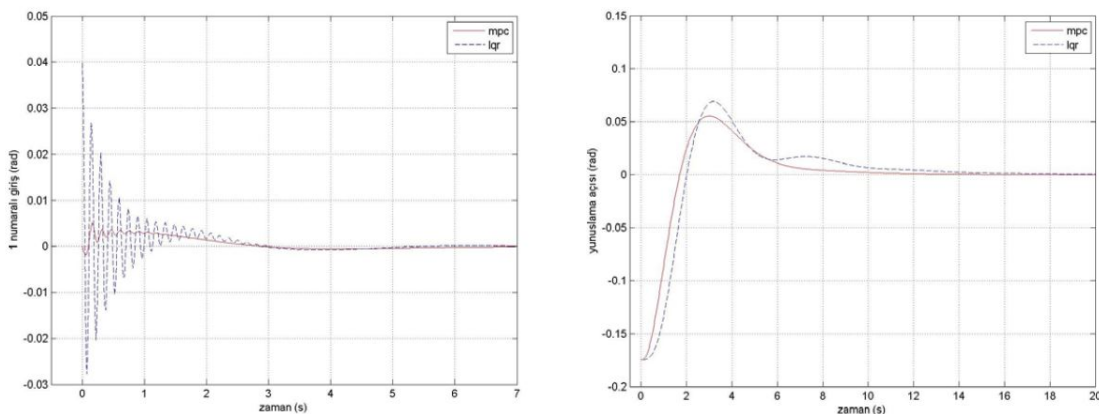 0.05
0.04
0.03
0.02
0.01
0
-0.01
-0.02
-0.03
1 numaralı giriş (rad)
mpc
lqr
0 1 2 3 4 5 6 7
zaman (s)
0.15
0.1
0.05
0
-0.05
-0.1
-0.15
-0.2
yunuslama açısı (rad)
mpc
lqr
0 2 4 6 8 10 12 14 16 18 20
zaman (s)